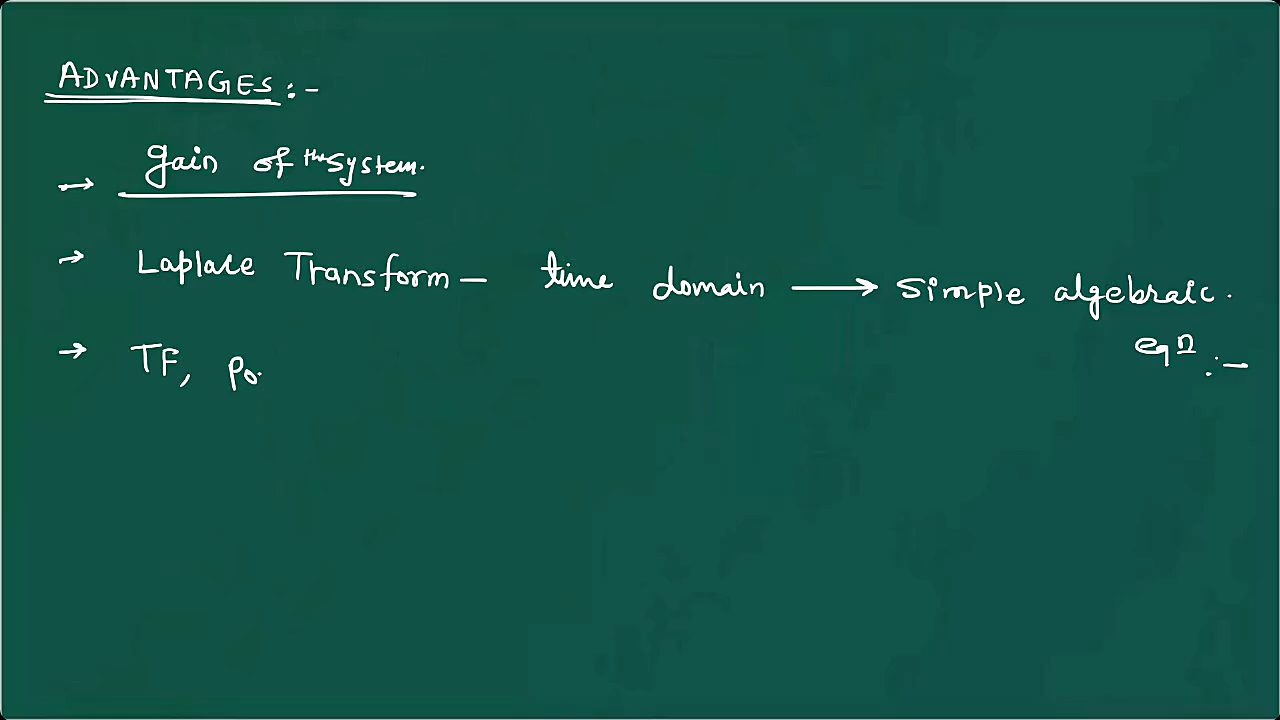 ADVANTAGES :-
→ gain of the system.
→ Laplace Transform — time domain → Simple algebraic.
eqn :-
→ TF, Po